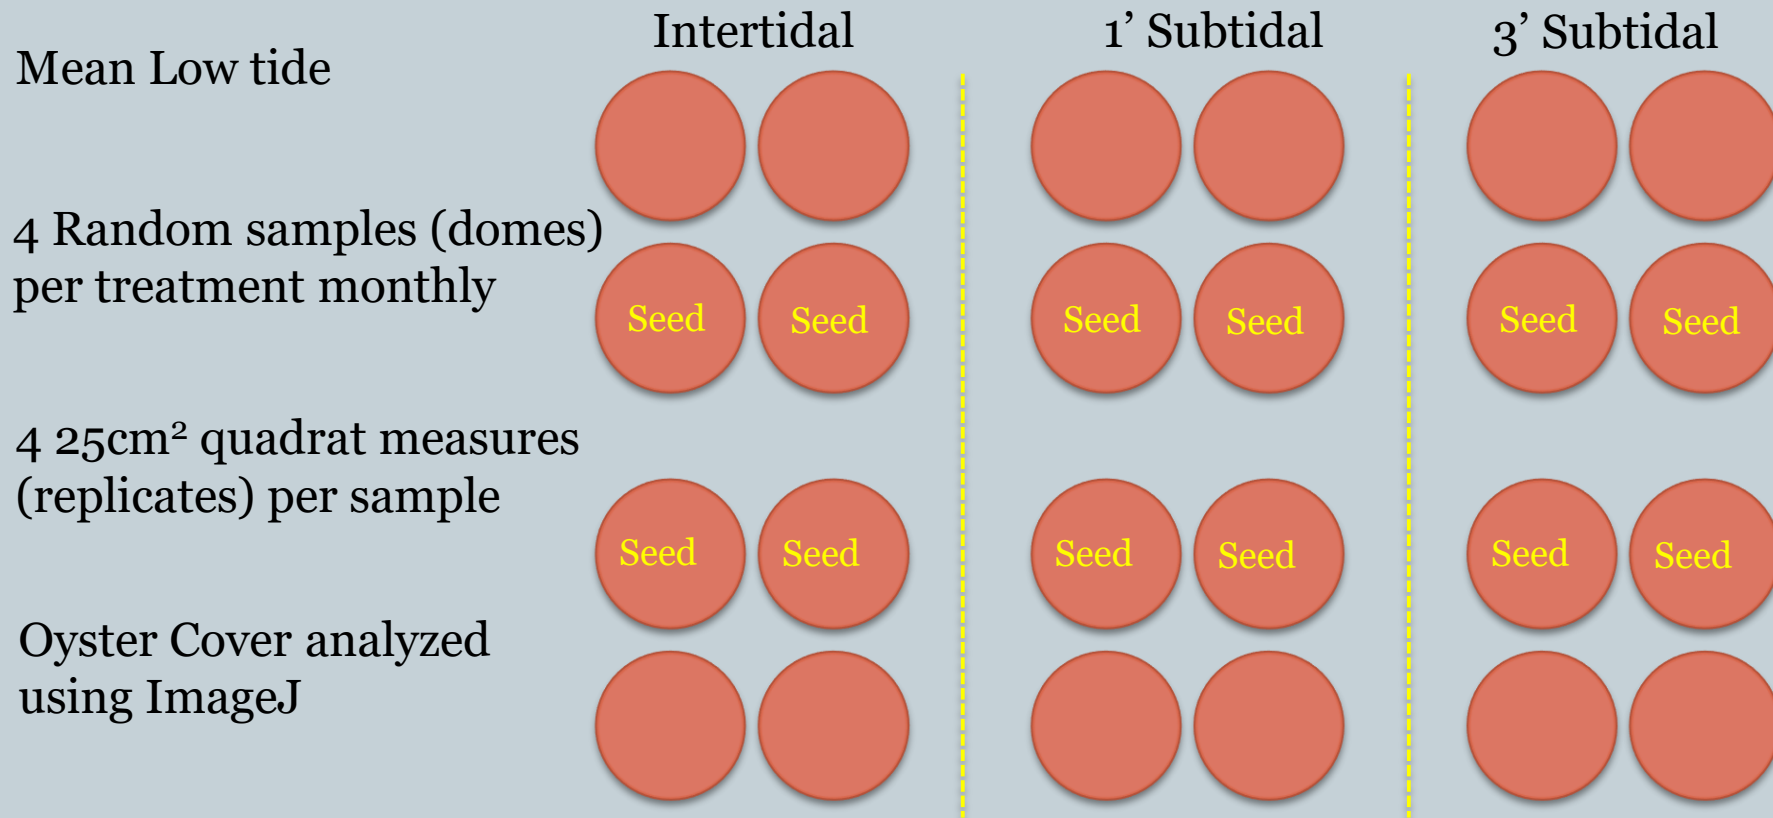 Intertidal
1’ Subtidal
3’ Subtidal
Mean Low tide
4 Random samples (domes)
per treatment monthly
Seed
Seed
Seed
Seed
Seed
Seed
4 25cm² quadrat measures
(replicates) per sample
Seed
Seed
Seed
Seed
Seed
Seed
Oyster Cover analyzed
using ImageJ